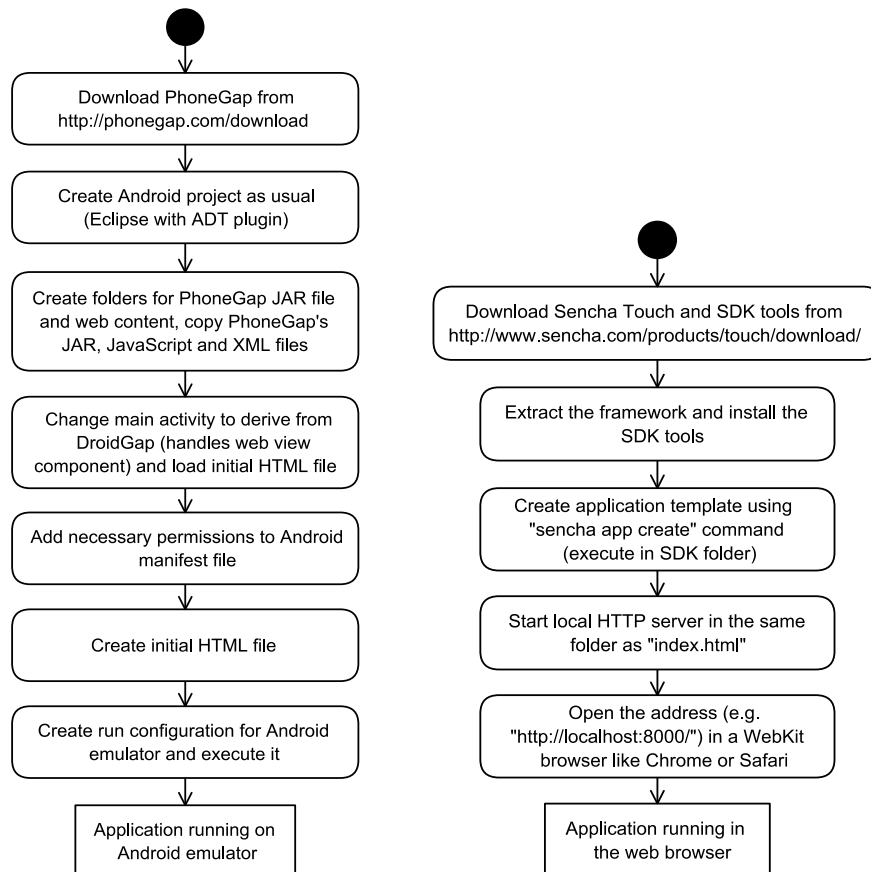 Download PhoneGap from
http://phonegap.com/download
Create Android project as usual
(Eclipse with ADT plugin)
Create folders for PhoneGap JAR file
and web content, copy PhoneGap's
JAR, JavaScript and XML files
Change main activity to derive from
DroidGap (handles web view
component) and load initial HTML file
Add necessary permissions to Android
manifest file
Create initial HTML file
Create run configuration for Android
emulator and execute it
Application running on
Android emulator
Download Sencha Touch and SDK tools from
http://www.sencha.com/products/touch/download/
Extract the framework and install the
SDK tools
Create application template using
"sencha app create" command
(execute in SDK folder)
Start local HTTP server in the same
folder as "index.html"
Open the address (e.g.
"http://localhost:8000/") in a WebKit
browser like Chrome or Safari
Application running in
the web browser